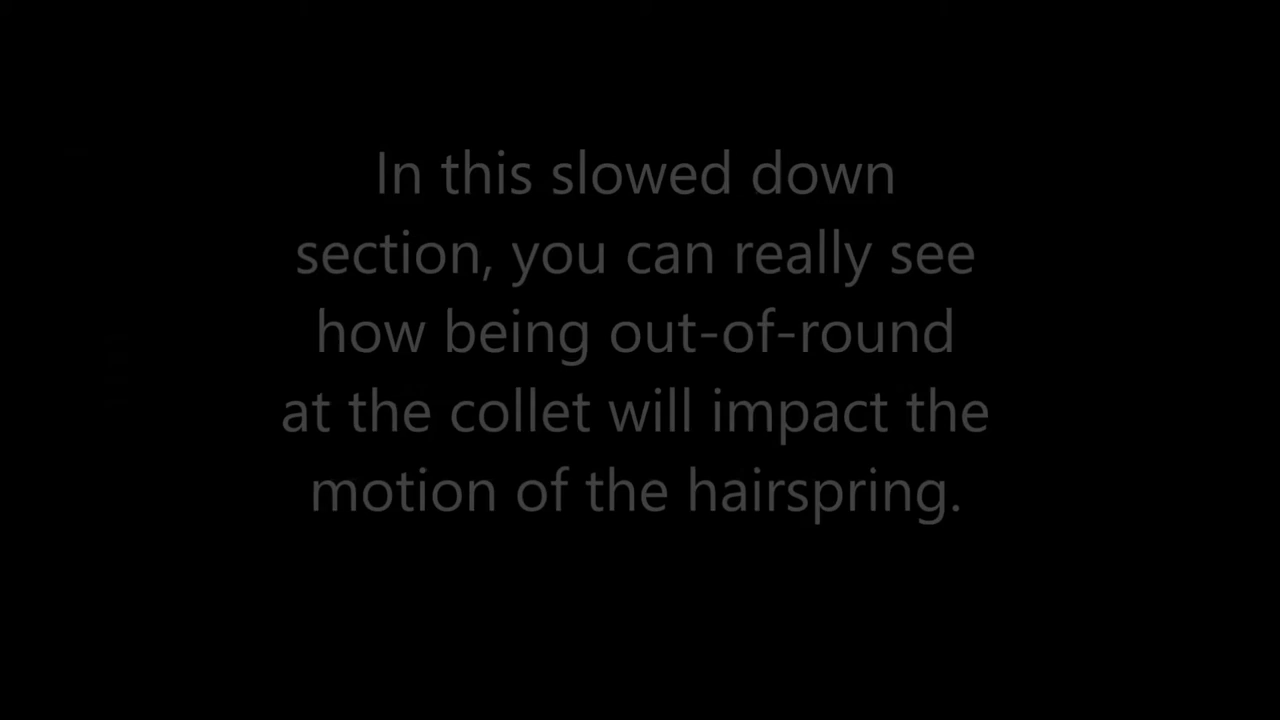 In this slowed down
section, you can really see
how being out-of-round
at the collet will impact the
motion of the hairspring.